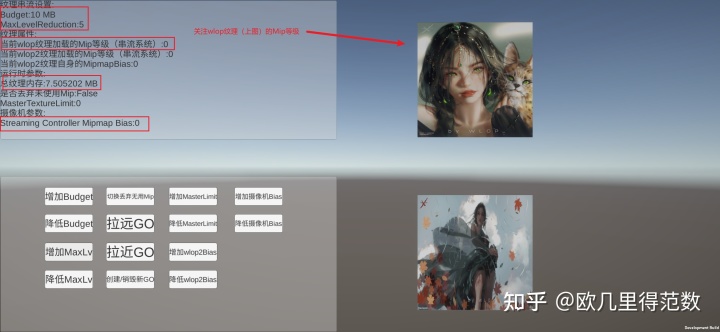 纹理串流设置:
Budget:10 MB
MaxLevelReduction:5
纹理属性:
当前wlop纹理加载的Mip等级（串流系统）:0
当前wlop2纹理加载的Mip等级（串流系统）:0
当前wlop2纹理自身的MipmapBias:0
运行时参数:
总纹理内存:7.505202 MB
是否丢弃未使用Mip:False
MasterTextureLimit:0
摄像机参数:
Streaming Controller Mipmap Bias:0
关注wlop纹理（上图）的Mip等级
增加Budget 切换丢弃无用Mip 增加MasterLimit 增加摄像机Bias
降低Budget 拉远GO 降低MasterLimit 降低摄像机Bias
增加MaxLv 拉近GO 增加wlop2Bias
降低MaxLv 创建/销毁新GO 降低wlop2Bias
知乎 @欧几里得范数
Development Build